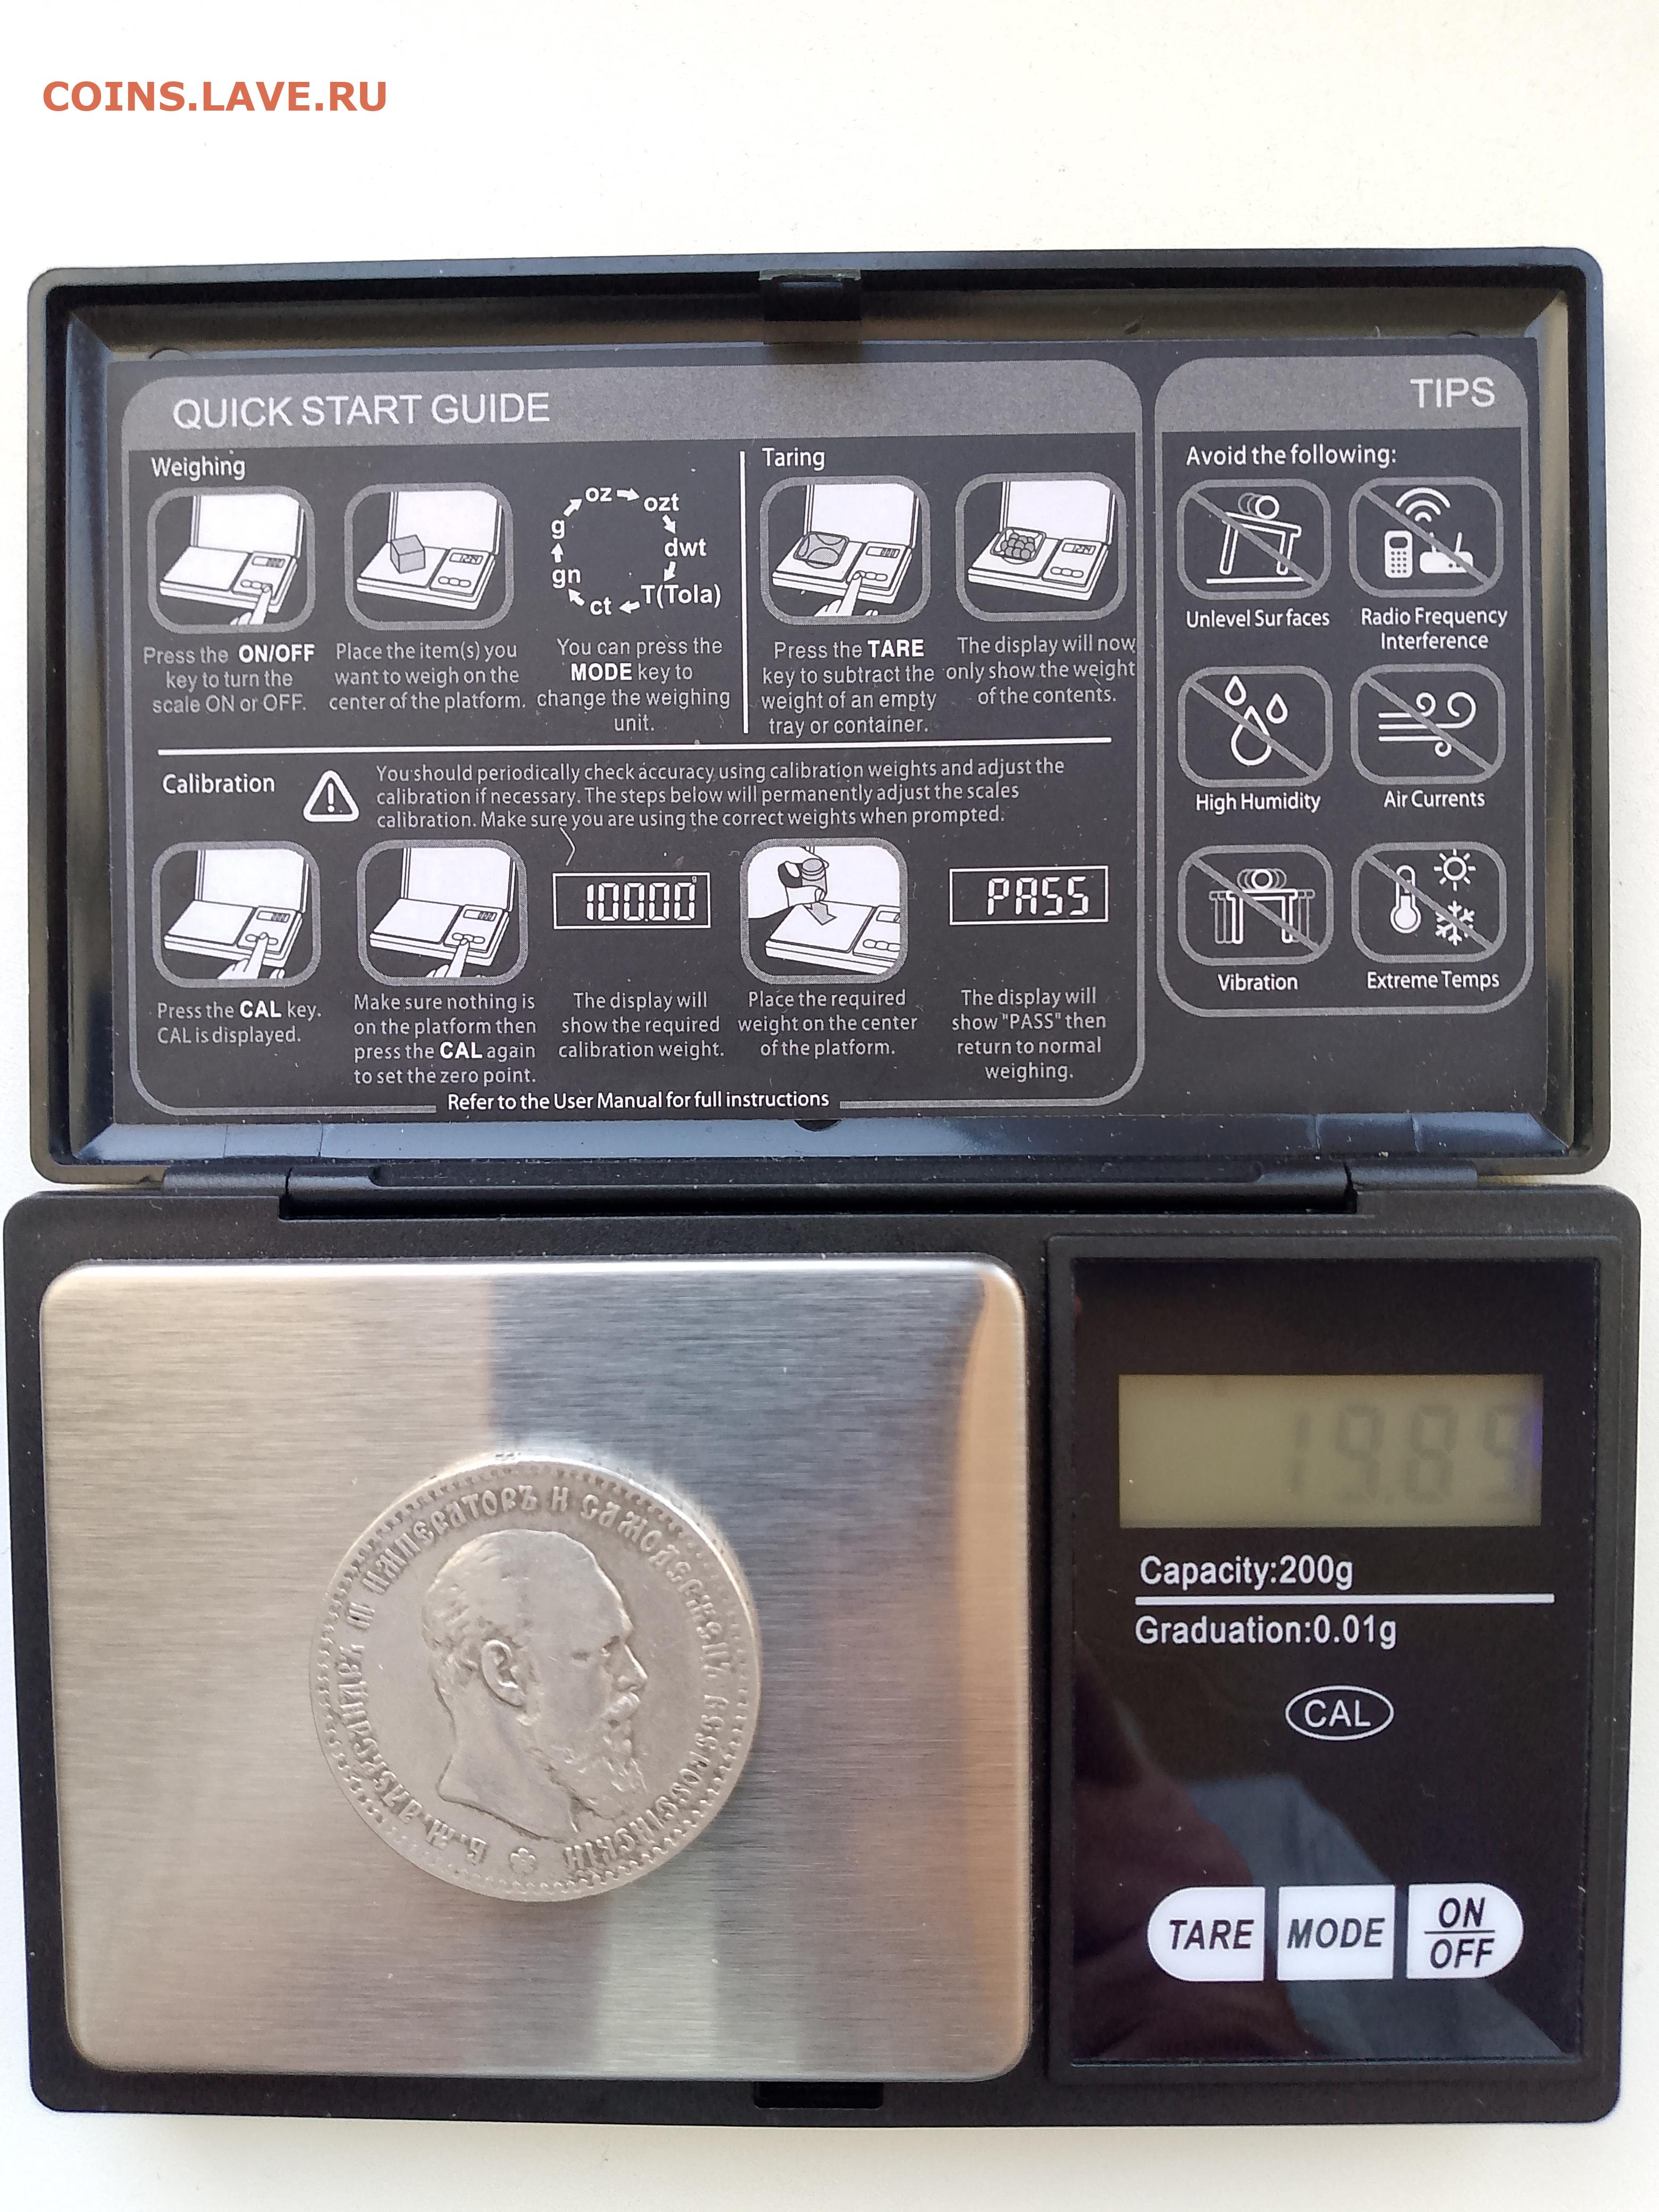 COINS.LAVE.RU
QUICK START GUIDE
Weighing
g
oz
ozt
dwt
T(Tola)
ct
gn
Press the ON/OFF
key to turn the
scale ON or OFF.
Place the item(s) you
want to weigh on the
center of the platform.
You can press the
MODE key to
change the weighing
unit.
Taring
Press the TARE
key to subtract the
weight of an empty
tray or container.
The display will now
only show the weight
of the contents.
Calibration
You should periodically check accuracy using calibration weights and adjust the
calibration if necessary. The steps below will permanently adjust the scales
calibration. Make sure you are using the correct weights when prompted.
100.00 g
PASS
Press the CAL key.
CAL is displayed.
Make sure nothing is
on the platform then
press the CAL again
to set the zero point.
The display will
show the required
calibration weight.
Place the required
weight on the center
of the platform.
The display will
show "PASS" then
return to normal
weighing.
Refer to the User Manual for full instructions
TIPS
Avoid the following:
Unlevel Surfaces
Radio Frequency
Interference
High Humidity
Air Currents
Vibration
Extreme Temps
Б.М.АЛЕКСАНДРЪ III ИМПЕРАТОРЪ И САМОДЕРЖЕЦЪ ВСЕРОССІЙСКІЙ
19.89
Capacity:200g
Graduation:0.01g
CAL
TARE
MODE
ON
OFF